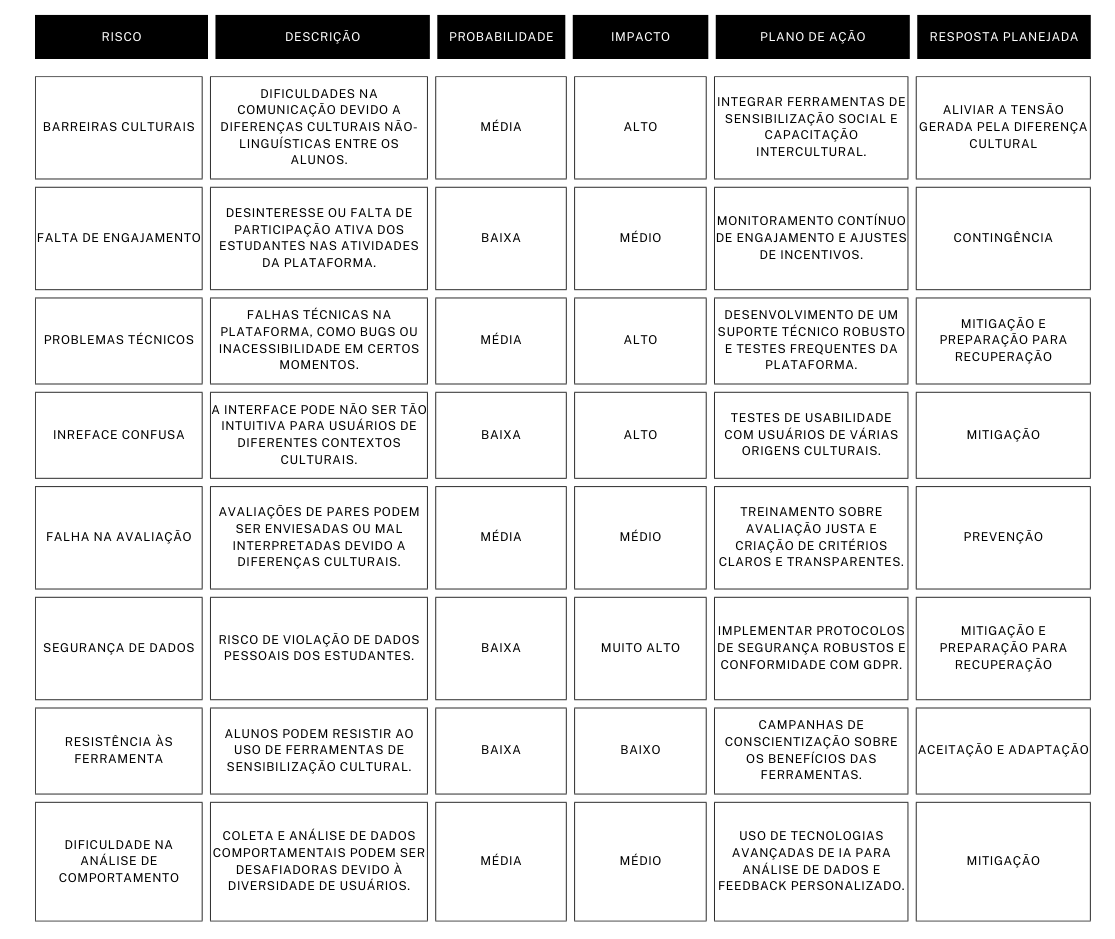 RISCO
DESCRIÇÃO
PROBABILIDADE
IMPACTO
PLANO DE AÇÃO
RESPOSTA PLANEJADA
BARREIRAS CULTURAIS
DIFICULDADES NA
COMUNICAÇÃO DEVIDO A
DIFERENÇAS CULTURAIS NÃO-
LINGUÍSTICAS ENTRE OS
ALUNOS.
MÉDIA
ALTO
INTEGRAR FERRAMENTAS DE
SENSIBILIZAÇÃO SOCIAL E
CAPACITAÇÃO
INTERCULTURAL.
ALIVIAR A TENSÃO
GERADA PELA DIFERENÇA
CULTURAL
FALTA DE ENGAJAMENTO
DESINTERESSE OU FALTA DE
PARTICIPAÇÃO ATIVA DOS
ESTUDANTES NAS ATIVIDADES
DA PLATAFORMA.
BAIXA
MÉDIO
MONITORAMENTO CONTÍNUO
DE ENGAJAMENTO E AJUSTES
DE INCENTIVOS.
CONTINGÊNCIA
PROBLEMAS TÉCNICOS
FALHAS TÉCNICAS NA
PLATAFORMA, COMO BUGS OU
INACESSIBILIDADE EM CERTOS
MOMENTOS.
MÉDIA
ALTO
DESENVOLVIMENTO DE UM
SUPORTE TÉCNICO ROBUSTO
E TESTES FREQUENTES DA
PLATAFORMA.
MITIGAÇÃO E
PREPARAÇÃO PARA
RECUPERAÇÃO
INREFACE CONFUSA
A INTERFACE PODE NÃO SER TÃO
INTUITIVA PARA USUÁRIOS DE
DIFERENTES CONTEXTOS
CULTURAIS.
BAIXA
ALTO
TESTES DE USABILIDADE
COM USUÁRIOS DE VÁRIAS
ORIGENS CULTURAIS.
MITIGAÇÃO
FALHA NA AVALIAÇÃO
AVALIAÇÕES DE PARES PODEM
SER ENVIESADAS OU MAL
INTERPRETADAS DEVIDO A
DIFERENÇAS CULTURAIS.
MÉDIA
MÉDIO
TREINAMENTO SOBRE
AVALIAÇÃO JUSTA E
CRIAÇÃO DE CRITÉRIOS
CLAROS E TRANSPARENTES.
PREVENÇÃO
SEGURANÇA DE DADOS
RISCO DE VIOLAÇÃO DE DADOS
PESSOAIS DOS ESTUDANTES.
BAIXA
MUITO ALTO
IMPLEMENTAR PROTOCOLOS
DE SEGURANÇA ROBUSTOS E
CONFORMIDADE COM GDPR.
MITIGAÇÃO E
PREPARAÇÃO PARA
RECUPERAÇÃO
RESISTÊNCIA ÀS
FERRAMENTA
ALUNOS PODEM RESISTIR AO
USO DE FERRAMENTAS DE
SENSIBILIZAÇÃO CULTURAL.
BAIXA
BAIXO
CAMPANHAS DE
CONSCIENTIZAÇÃO SOBRE
OS BENEFÍCIOS DAS
FERRAMENTAS.
ACEITAÇÃO E ADAPTAÇÃO
DIFICULDADE NA
ANÁLISE DE
COMPORTAMENTO
COLETA E ANÁLISE DE DADOS
COMPORTAMENTAIS PODEM SER
DESAFIADORAS DEVIDO À
DIVERSIDADE DE USUÁRIOS.
MÉDIA
MÉDIO
USO DE TECNOLOGIAS
AVANÇADAS DE IA PARA
ANÁLISE DE DADOS E
FEEDBACK PERSONALIZADO.
MITIGAÇÃO